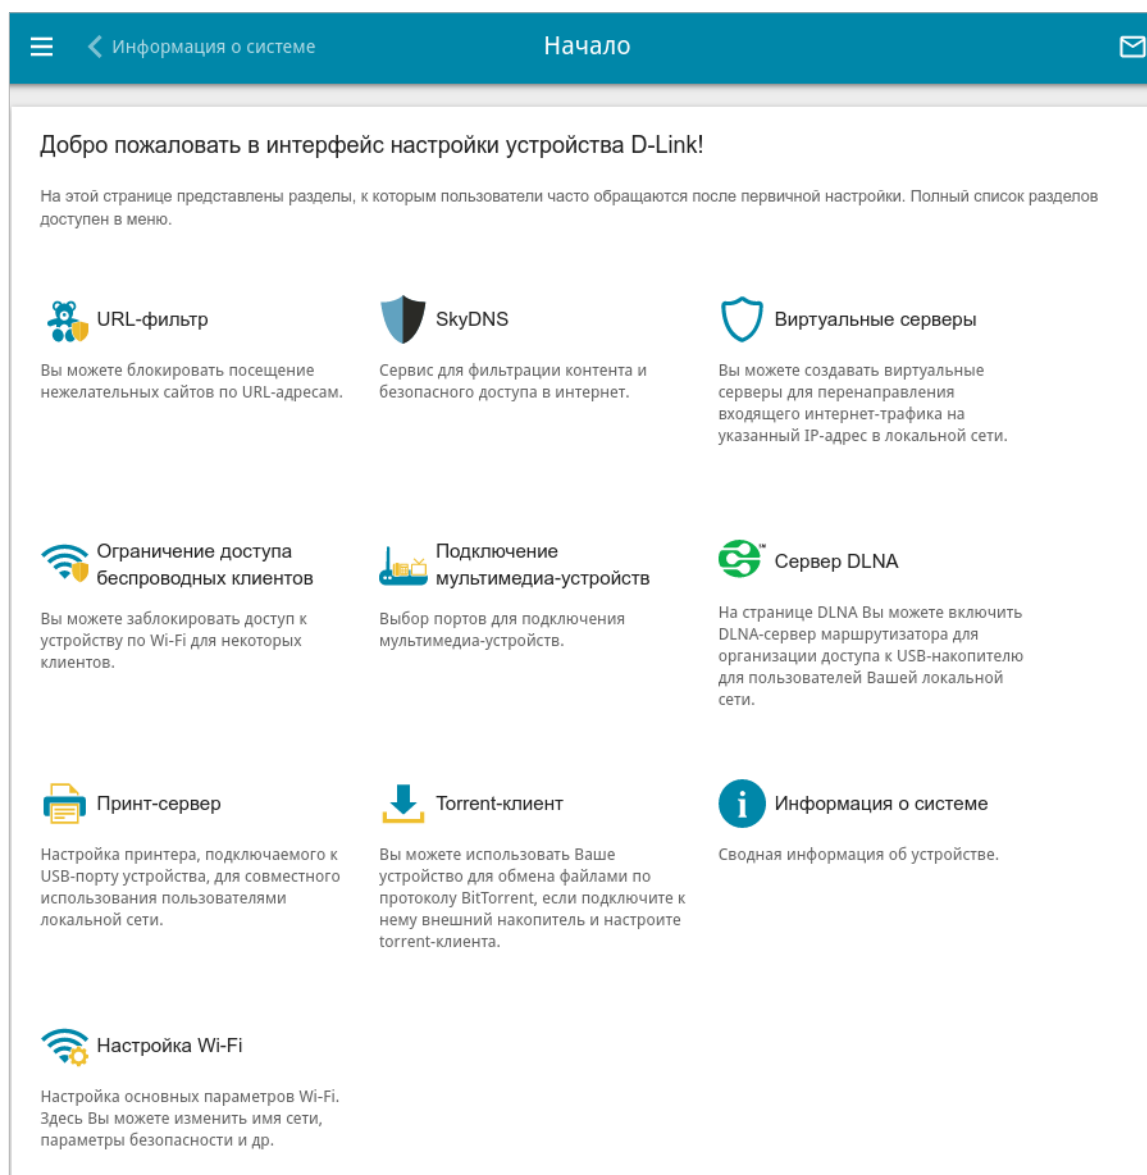 Информация о системе
Начало
Добро пожаловать в интерфейс настройки устройства D-Link!
На этой странице представлены разделы, к которым пользователи часто обращаются после первичной настройки. Полный список разделов
доступен в меню.
URL-фильтр
Вы можете блокировать посещение
нежелательных сайтов по URL-адресам.
SkyDNS
Сервис для фильтрации контента и
безопасного доступа в интернет.
Виртуальные серверы
Вы можете создавать виртуальные
серверы для перенаправления
входящего интернет-трафика на
указанный IP-адрес в локальной сети.
Ограничение доступа
беспроводных клиентов
Вы можете заблокировать доступ к
устройству по Wi-Fi для некоторых
клиентов.
Подключение
мультимедиа-устройств
Выбор портов для подключения
мультимедиа-устройств.
Сервер DLNA
На странице DLNA Вы можете включить
DLNA-сервер маршрутизатора для
организации доступа к USB-накопителю
для пользователей Вашей локальной
сети.
Принт-сервер
Настройка принтера, подключаемого к
USB-порту устройства, для совместного
использования пользователями
локальной сети.
Torrent-клиент
Вы можете использовать Ваше
устройство для обмена файлами по
протоколу BitTorrent, если подключите к
нему внешний накопитель и настроите
torrent-клиента.
Информация о системе
Сводная информация об устройстве.
Настройка Wi-Fi
Настройка основных параметров Wi-Fi.
Здесь Вы можете изменить имя сети,
параметры безопасности и др.